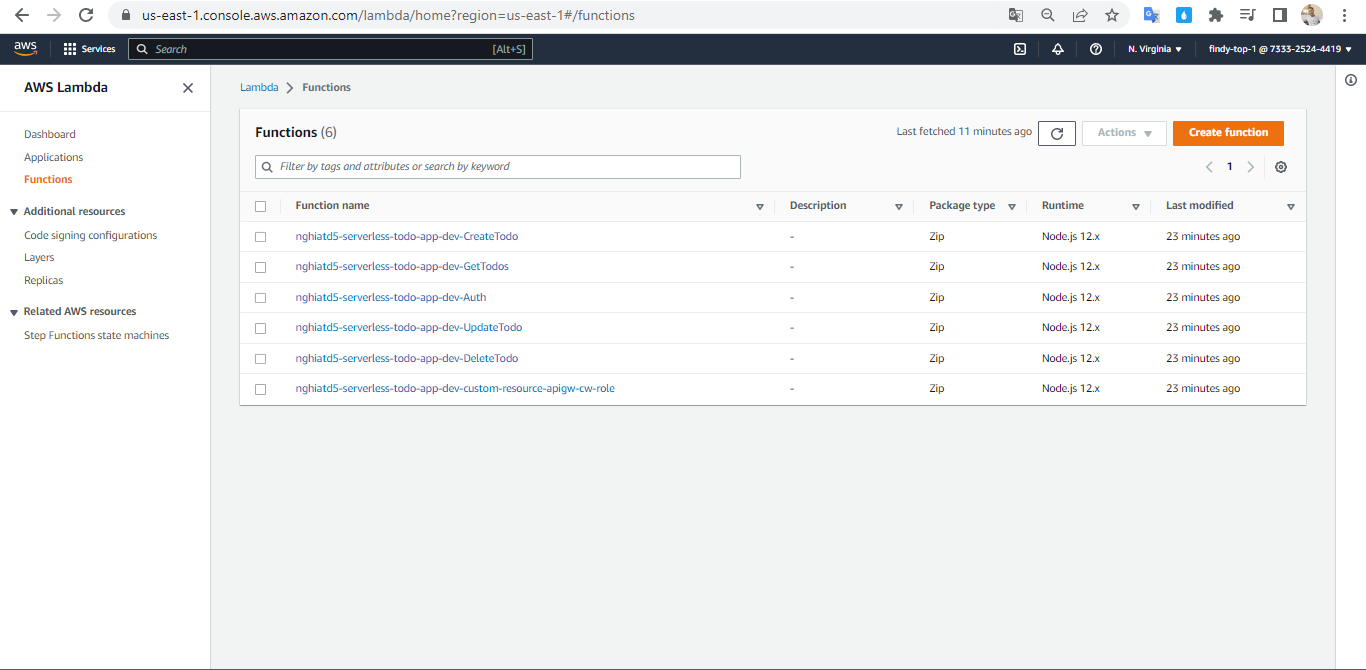 us-east-1.console.aws.amazon.com/lambda/home?region=us-east-1#/functions
aws Services Search [Alt+S] N. Virginia findy-top-1 @ 7333-2524-4419
AWS Lambda
Dashboard
Applications
Functions
Additional resources
Code signing configurations
Layers
Replicas
Related AWS resources
Step Functions state machines
Lambda Functions
Functions (6) Last fetched 11 minutes ago Actions Create function
Filter by tags and attributes or search by keyword 1
Function name Description Package type Runtime Last modified
nghiatd5-serverless-todo-app-dev-CreateTodo - Zip Node.js 12.x 23 minutes ago
nghiatd5-serverless-todo-app-dev-GetTodos - Zip Node.js 12.x 23 minutes ago
nghiatd5-serverless-todo-app-dev-Auth - Zip Node.js 12.x 23 minutes ago
nghiatd5-serverless-todo-app-dev-UpdateTodo - Zip Node.js 12.x 23 minutes ago
nghiatd5-serverless-todo-app-dev-DeleteTodo - Zip Node.js 12.x 23 minutes ago
nghiatd5-serverless-todo-app-dev-custom-resource-apigw-cw-role - Zip Node.js 12.x 23 minutes ago